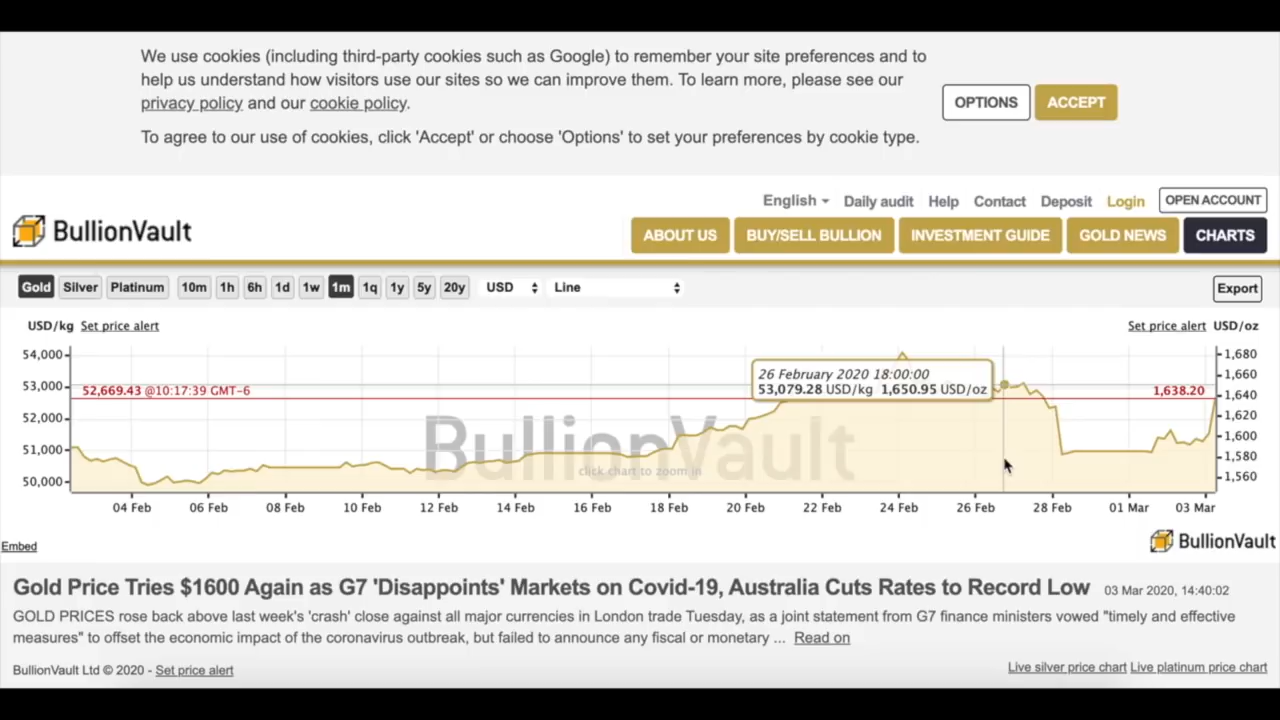 We use cookies (including third-party cookies such as Google) to remember your site preferences and to
help us understand how visitors use our sites so we can improve them. To learn more, please see our
privacy policy and our cookie policy.
To agree to our use of cookies, click 'Accept' or choose 'Options' to set your preferences by cookie type.
OPTIONS ACCEPT
English Daily audit Help Contact Deposit Login OPEN ACCOUNT
BullionVault
ABOUT US BUY/SELL BULLION INVESTMENT GUIDE GOLD NEWS CHARTS
Gold Silver Platinum 10m 1h 6h 1d 1w 1m 1q 1y 5y 20y USD Line Export
USD/kg Set price alert Set price alert USD/oz
54,000 1,680
53,000 1,660
52,000 1,640
51,000 1,620
50,000 1,600
1,580
1,560
52,669.43 @10:17:39 GMT-6 1,638.20
26 February 2020 18:00:00
53,079.28 USD/kg 1,650.95 USD/oz
BullionVault
click chart to zoom in
04 Feb 06 Feb 08 Feb 10 Feb 12 Feb 14 Feb 16 Feb 18 Feb 20 Feb 22 Feb 24 Feb 26 Feb 28 Feb 01 Mar 03 Mar
Embed BullionVault
Gold Price Tries $1600 Again as G7 'Disappoints' Markets on Covid-19, Australia Cuts Rates to Record Low 03 Mar 2020, 14:40:02
GOLD PRICES rose back above last week's 'crash' close against all major currencies in London trade Tuesday, as a joint statement from G7 finance ministers vowed "timely and effective
measures" to offset the economic impact of the coronavirus outbreak, but failed to announce any fiscal or monetary ... Read on
BullionVault Ltd © 2020 - Set price alert Live silver price chart Live platinum price chart